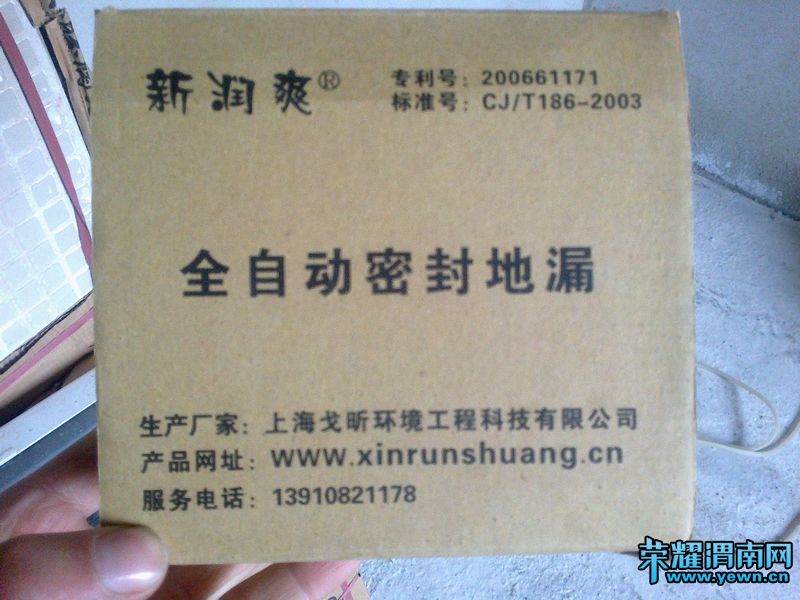 新润爽®
专利号：200661171
标准号：CJ/T186-2003
全自动密封地漏
生产厂家：上海戈昕环境工程科技有限公司
产品网址：www.xinrunshuang.cn
服务电话：13910821178
荣耀渭南网
www.yewn.cn